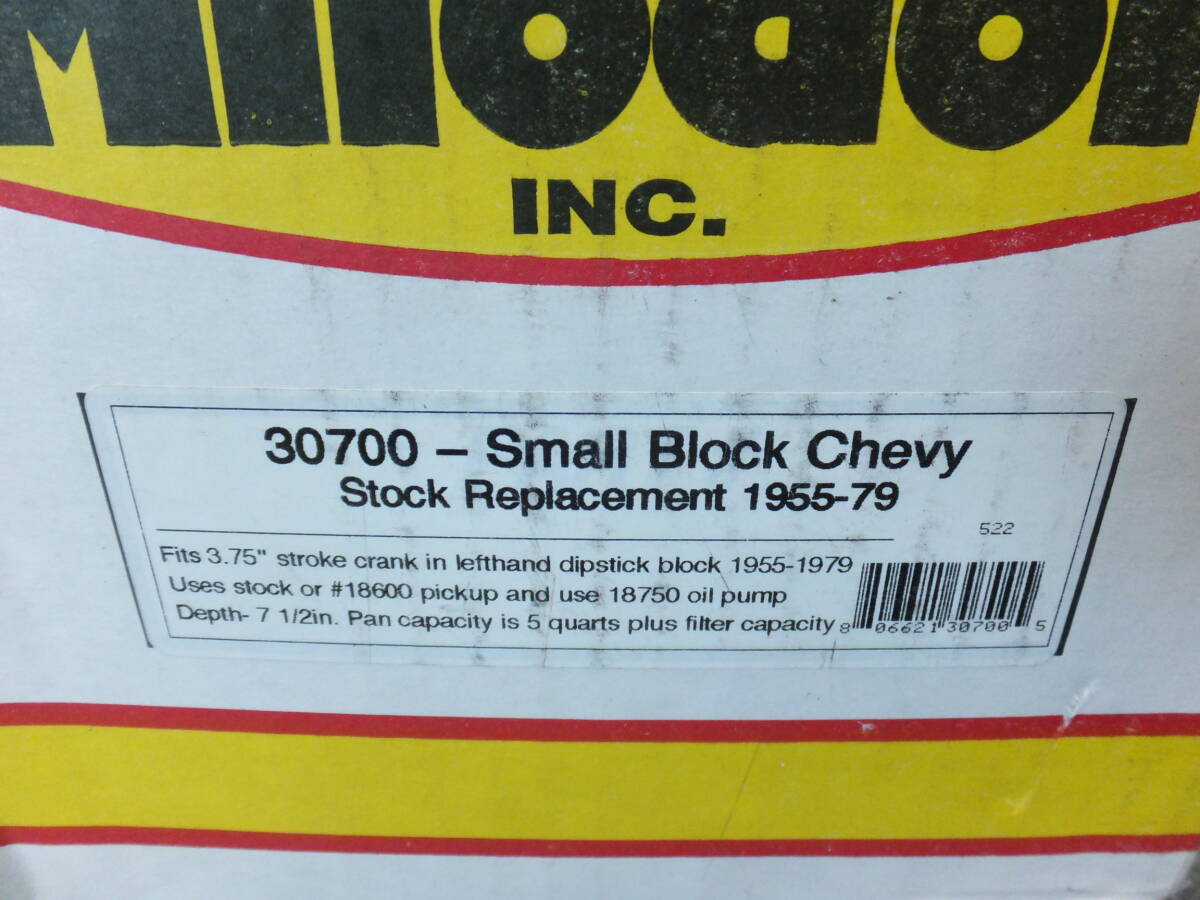 Milodon
INC.
30700 – Small Block Chevy
Stock Replacement 1955-79
522
Fits 3.75" stroke crank in lefthand dipstick block 1955-1979
Uses stock or #18600 pickup and use 18750 oil pump
Depth- 7 1/2in. Pan capacity is 5 quarts plus filter capacity
8 06621 30700 5